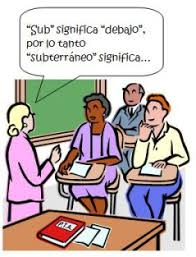 “Sub” significa “debajo”,
por lo tanto
“subterráneo” significa...